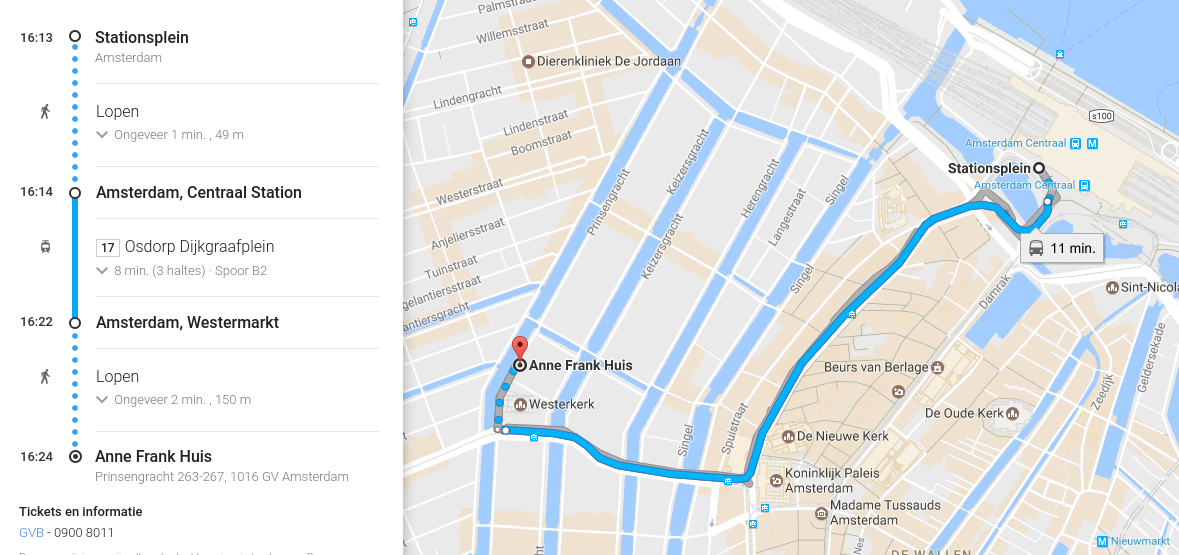 16:13
Stationsplein
Amsterdam
Lopen
Ongeveer 1 min. , 49 m
16:14
Amsterdam, Centraal Station
17 Osdorp Dijkgraafplein
8 min. (3 haltes) · Spoor B2
16:22
Amsterdam, Westermarkt
Lopen
Ongeveer 2 min. , 150 m
16:24
Anne Frank Huis
Prinsengracht 263-267, 1016 GV Amsterdam
Tickets en informatie
GVB - 0900 8011
Palmstraat
Willemsstraat
Dierenkliniek De Jordaan
Lindengracht
Lindenstraat
Boomstraat
Westerstraat
Anjeliersstraat
Tuinstraat
gelantiersstraat
antiersstraat
Prinsengracht
Keizersgracht
Keizersgracht
Herengracht
Langestraat
Singel
Singel
s100
Amsterdam Centraal
M
Stationsplein
Amsterdam Centraal
11 min.
Damrak
Sint-Nicola
Geldersekade
Zeedijk
Anne Frank Huis
Westerkerk
Singel
Spuistraat
Beurs van Berlage
De Oude Kerk
De Nieuwe Kerk
Koninklijk Paleis
Amsterdam
Madame Tussauds
Amsterdam
Nes
DE WALLEN
M Nieuwmarkt